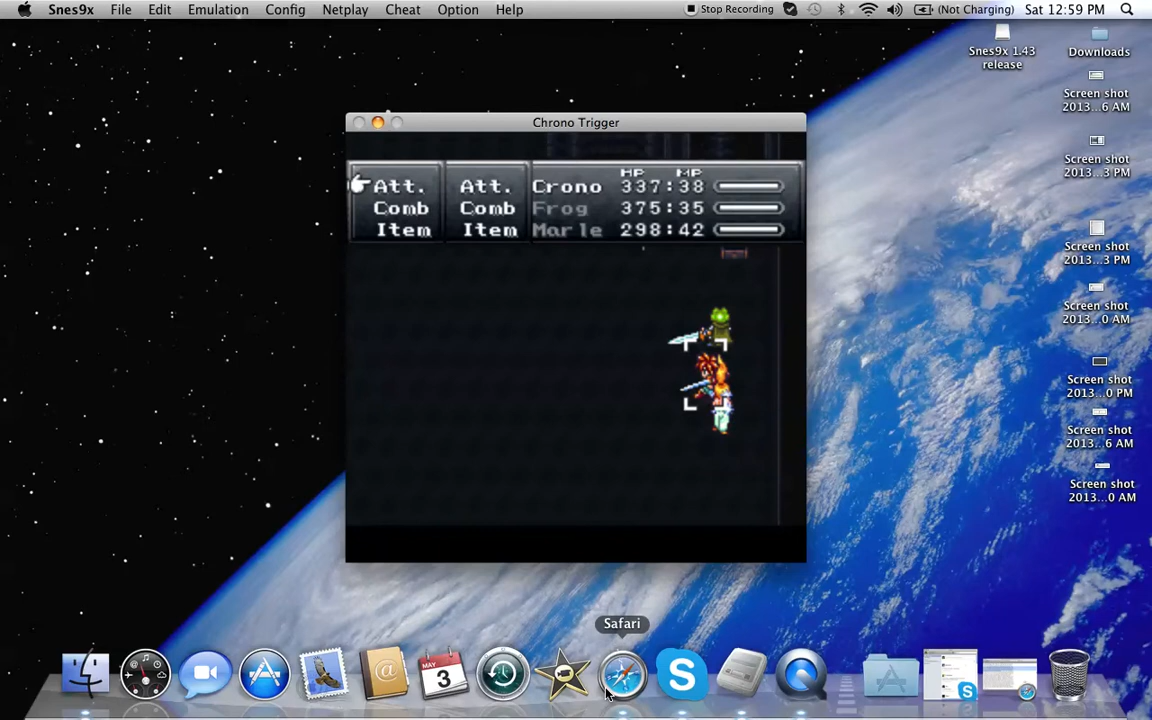 Snes9x File Edit Emulation Config Netplay Cheat Option Help Stop Recording (Not Charging) Sat 12:59 PM
Snes9x 1.43
release
Downloads
Screen shot
2013...6 AM
Screen shot
2013...3 PM
Screen shot
2013...3 PM
Screen shot
2013...0 AM
Screen shot
2013...0 PM
Screen shot
2013...6 AM
Screen shot
2013...0 AM
Chrono Trigger
HP MP
Att. Att. Crono 337:38
Comb Comb Frog 375:35
Item Item Marle 298:42
Safari
MAY
3